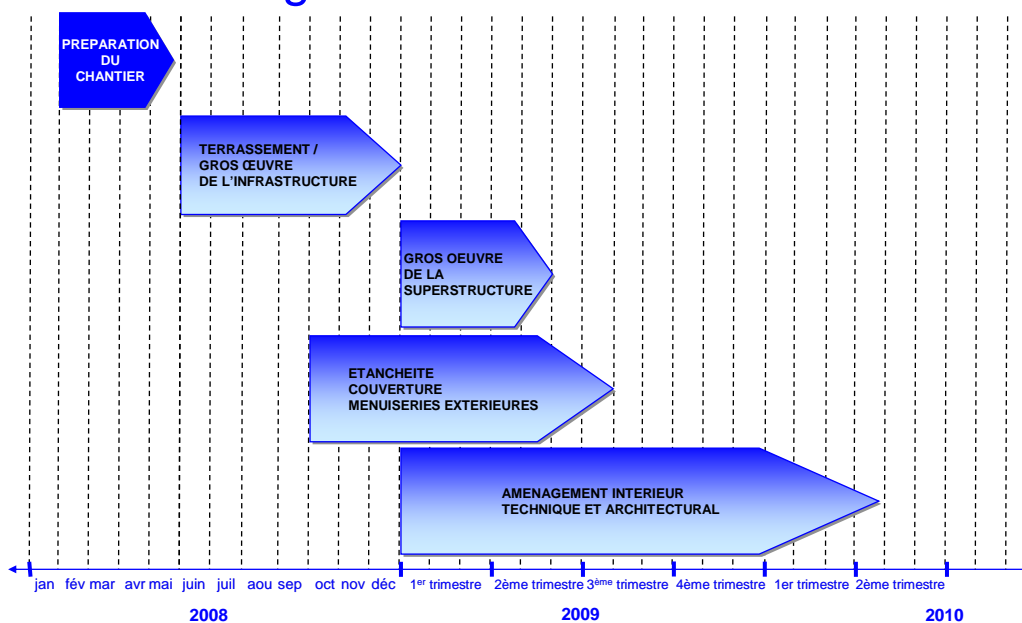 PREPARATION
DU
CHANTIER
TERRASSEMENT /
GROS ŒUVRE
DE L'INFRASTRUCTURE
GROS OEUVRE
DE LA
SUPERSTRUCTURE
ETANCHEITE
COUVERTURE
MENUISERIES EXTERIEURES
AMENAGEMENT INTERIEUR
TECHNIQUE ET ARCHITECTURAL
jan fév mar avr mai juin juil aou sep oct nov déc 1er trimestre 2ème trimestre 3ème trimestre 4ème trimestre 1er trimestre 2ème trimestre
2008 2009 2010